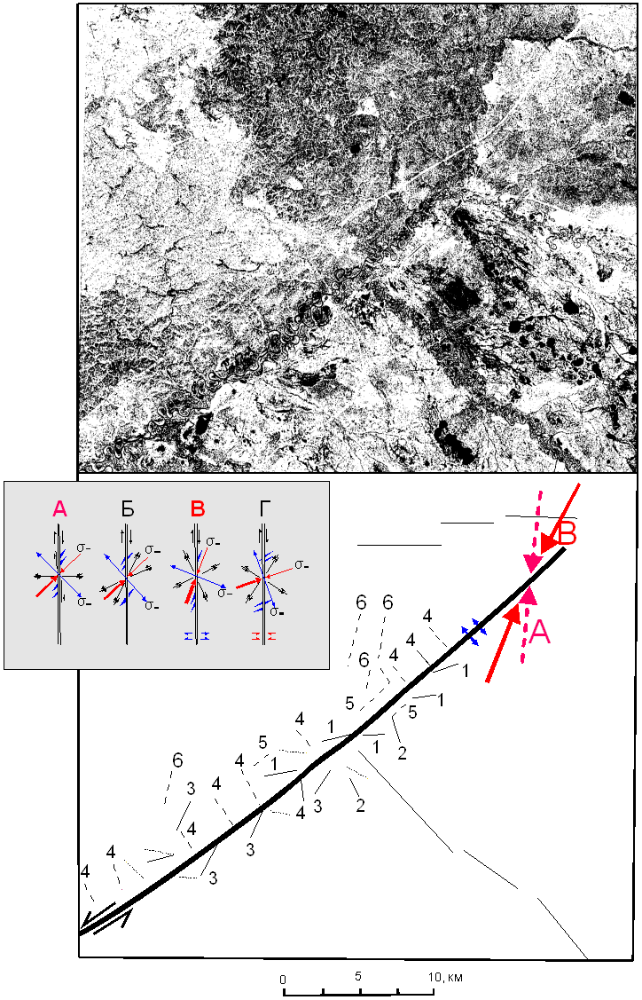 А Б В Г
σ– σ– σ– σ–
σ– σ– σ– σ=
В
А
6 6 4
4
6 4 1
5 5 1
4 1
5 1 2
6 4 1
3 4
4 3 2
4 4
3
4 3
4
0 5 10, км